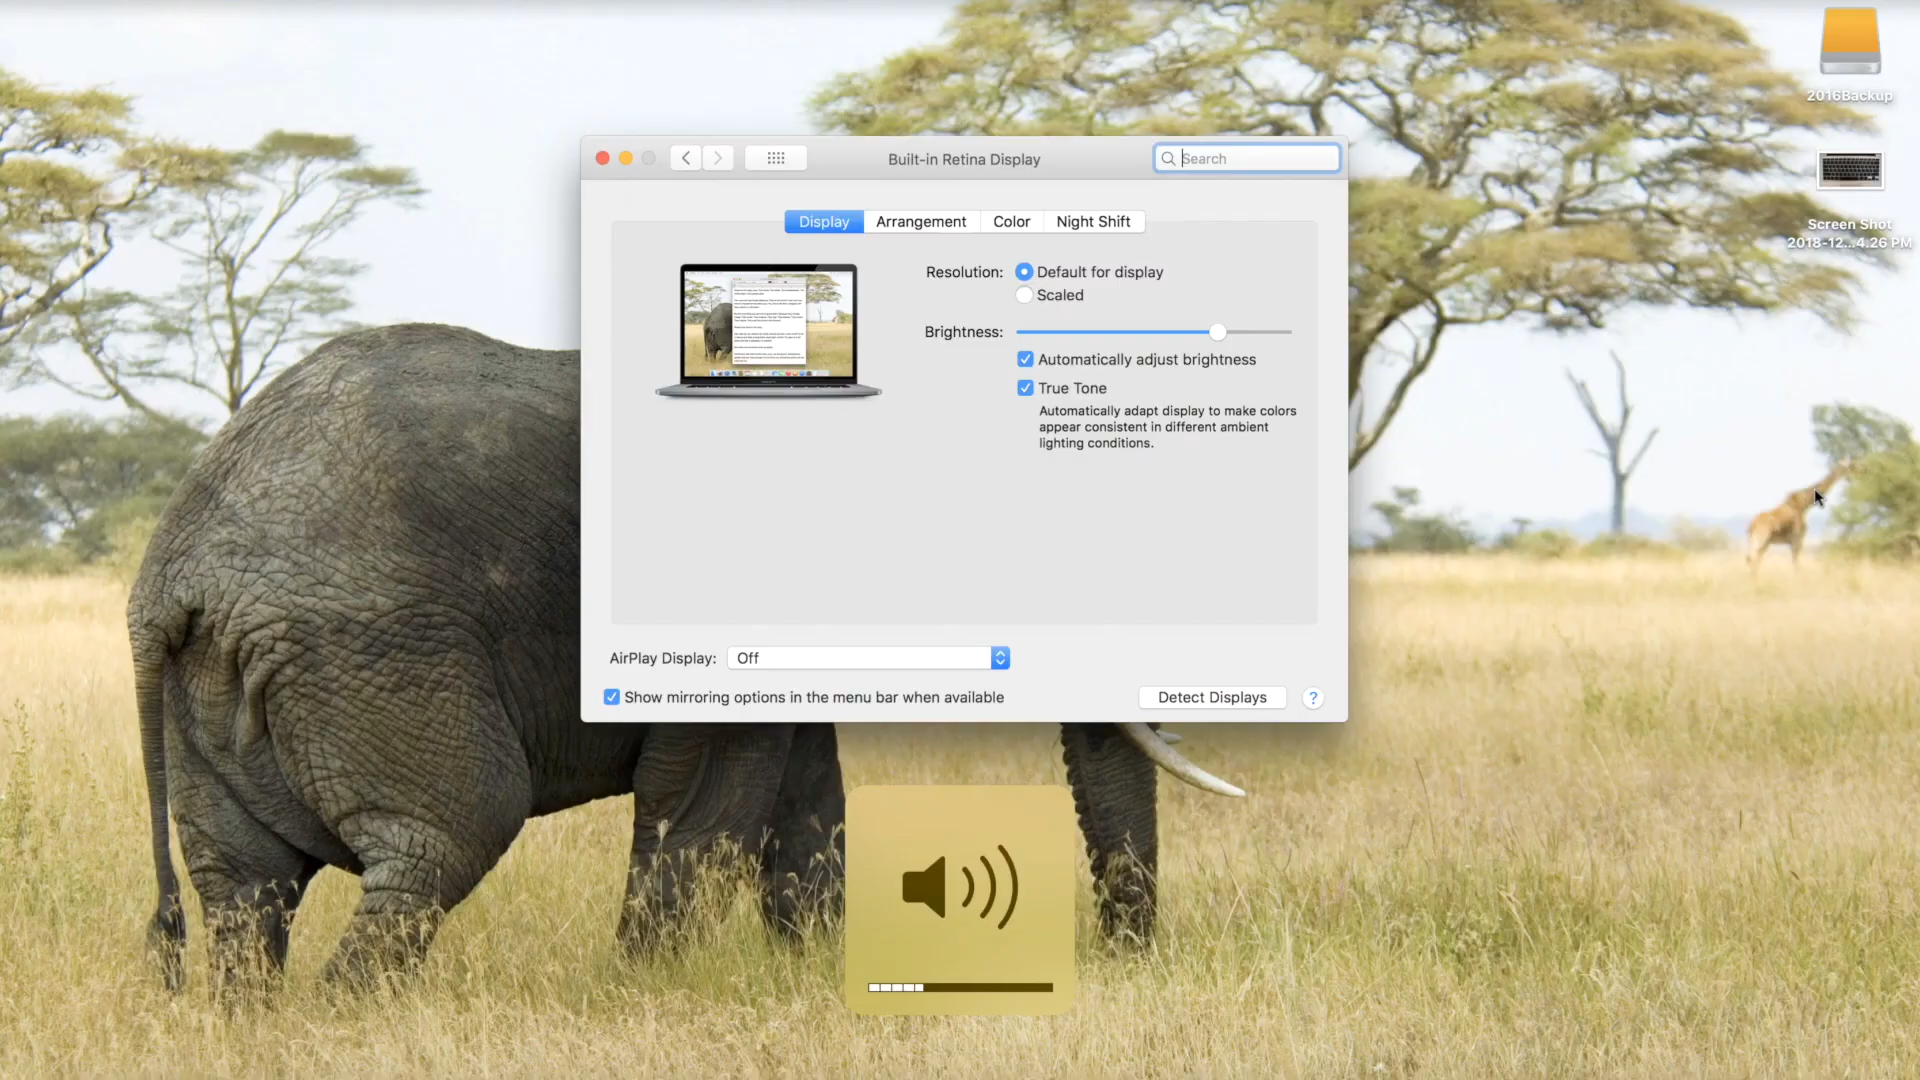 2016Backup
Built-in Retina Display
Search
Display
Arrangement
Color
Night Shift
Screen Shot
2018-12...4.26 PM
Resolution:
Default for display
Scaled
Brightness:
Automatically adjust brightness
True Tone
Automatically adapt display to make colors
appear consistent in different ambient
lighting conditions.
AirPlay Display:
Off
Show mirroring options in the menu bar when available
Detect Displays
?